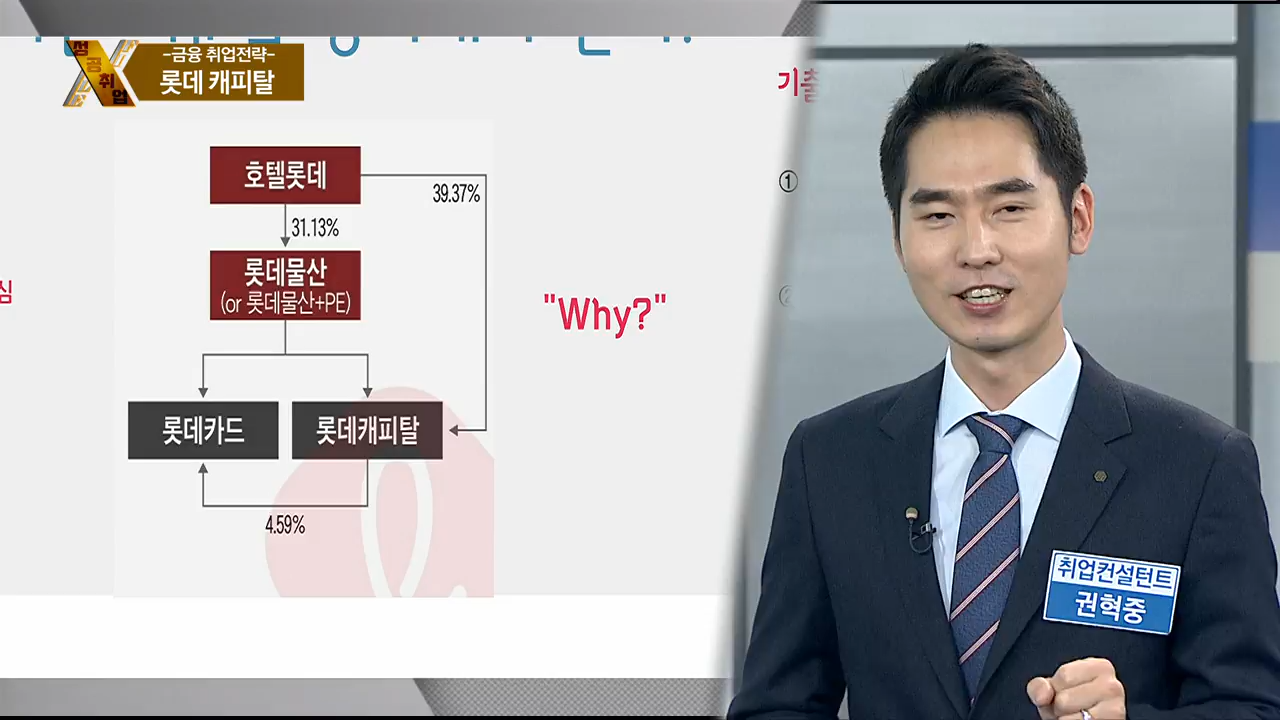 성공취업
-금융 취업전략-
롯데 캐피탈
기출
①
호텔롯데
39.37%
31.13%
롯데물산
(or 롯데물산+PE)
심
"Why?"
②
롯데카드
롯데캐피탈
4.59%
취업컨설턴트
권혁중